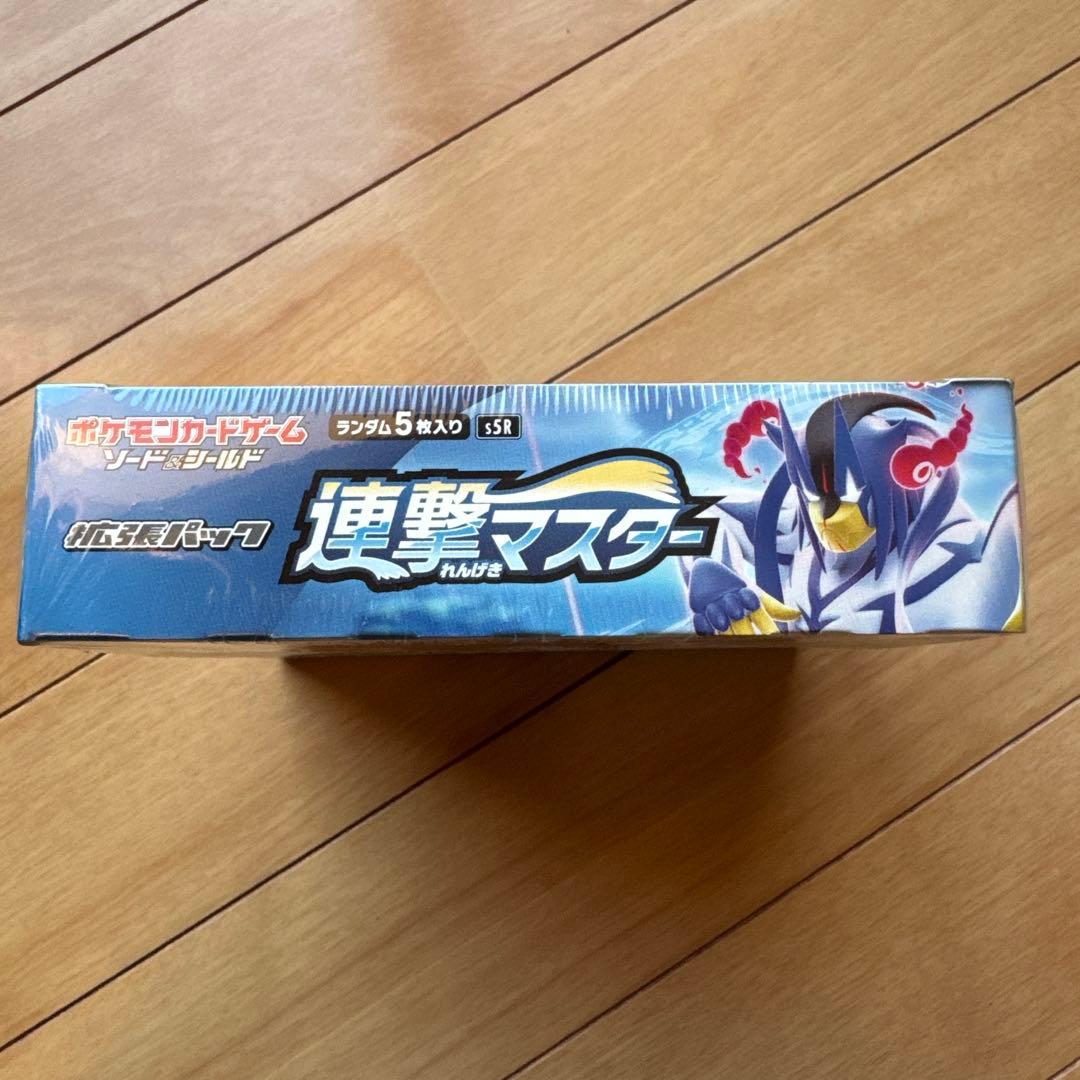 ポケモンカードゲーム
ソード&シールド
ランダム5枚入り
s5R
拡張パック
連撃マスター
れんげき